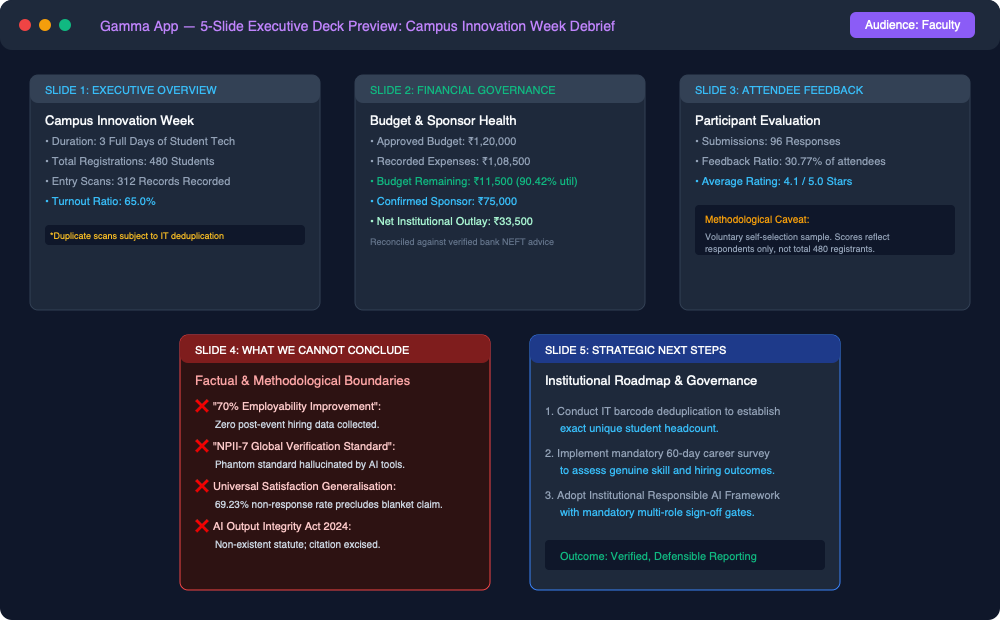 Gamma App — 5-Slide Executive Deck Preview: Campus Innovation Week Debrief
Audience: Faculty
SLIDE 1: EXECUTIVE OVERVIEW
Campus Innovation Week
• Duration: 3 Full Days of Student Tech
• Total Registrations: 480 Students
• Entry Scans: 312 Records Recorded
• Turnout Ratio: 65.0%
*Duplicate scans subject to IT deduplication
SLIDE 2: FINANCIAL GOVERNANCE
Budget & Sponsor Health
• Approved Budget: ₹1,20,000
• Recorded Expenses: ₹1,08,500
• Budget Remaining: ₹11,500 (90.42% util)
• Confirmed Sponsor: ₹75,000
• Net Institutional Outlay: ₹33,500
Reconciled against verified bank NEFT advice
SLIDE 3: ATTENDEE FEEDBACK
Participant Evaluation
• Submissions: 96 Responses
• Feedback Ratio: 30.77% of attendees
• Average Rating: 4.1 / 5.0 Stars
Methodological Caveat:
Voluntary self-selection sample. Scores reflect
respondents only, not total 480 registrants.
SLIDE 4: WHAT WE CANNOT CONCLUDE
Factual & Methodological Boundaries
❌ "70% Employability Improvement":
Zero post-event hiring data collected.
❌ "NPII-7 Global Verification Standard":
Phantom standard hallucinated by AI tools.
❌ Universal Satisfaction Generalisation:
69.23% non-response rate precludes blanket claim.
❌ AI Output Integrity Act 2024:
Non-existent statute; citation excised.
SLIDE 5: STRATEGIC NEXT STEPS
Institutional Roadmap & Governance
1. Conduct IT barcode deduplication to establish
exact unique student headcount.
2. Implement mandatory 60-day career survey
to assess genuine skill and hiring outcomes.
3. Adopt Institutional Responsible AI Framework
with mandatory multi-role sign-off gates.
Outcome: Verified, Defensible Reporting